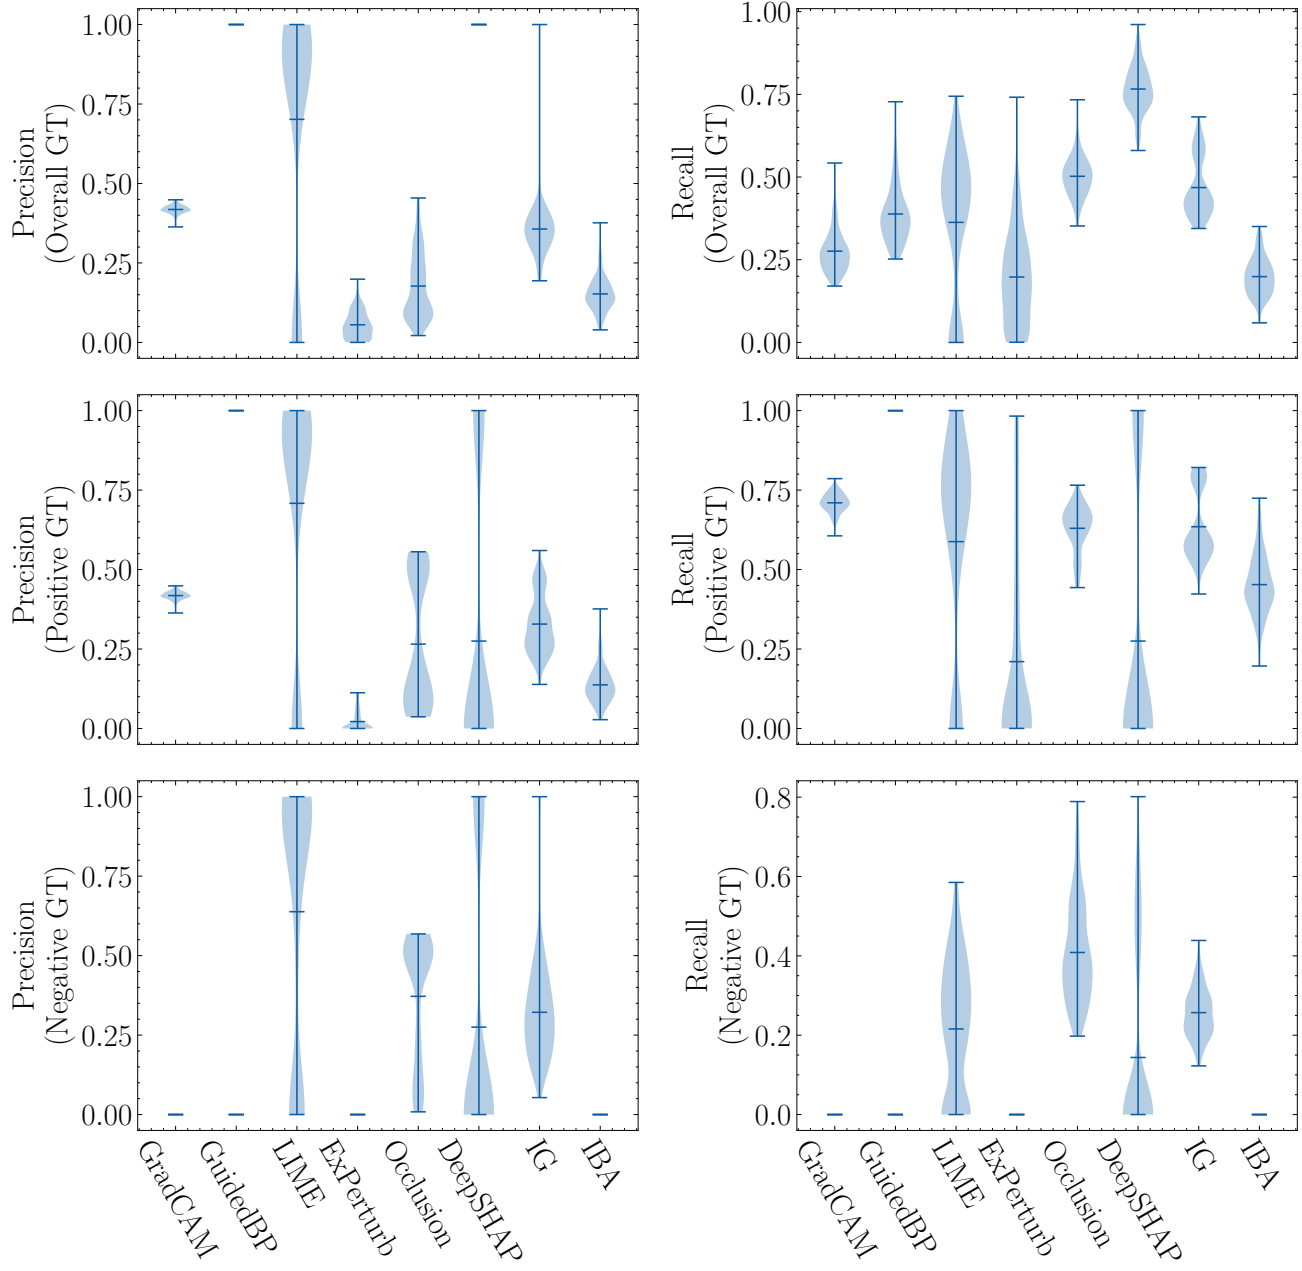 Precision
(Overall GT)
1.00
0.75
0.50
0.25
0.00
Recall
(Overall GT)
1.00
0.75
0.50
0.25
0.00
Precision
(Positive GT)
1.00
0.75
0.50
0.25
0.00
Recall
(Positive GT)
1.00
0.75
0.50
0.25
0.00
Precision
(Negative GT)
1.00
0.75
0.50
0.25
0.00
Recall
(Negative GT)
0.8
0.6
0.4
0.2
0.0
GradCAM
GuidedBP
LIME
ExPerturb
Occlusion
DeepSHAP
IG
IBA
GradCAM
GuidedBP
LIME
ExPerturb
Occlusion
DeepSHAP
IG
IBA